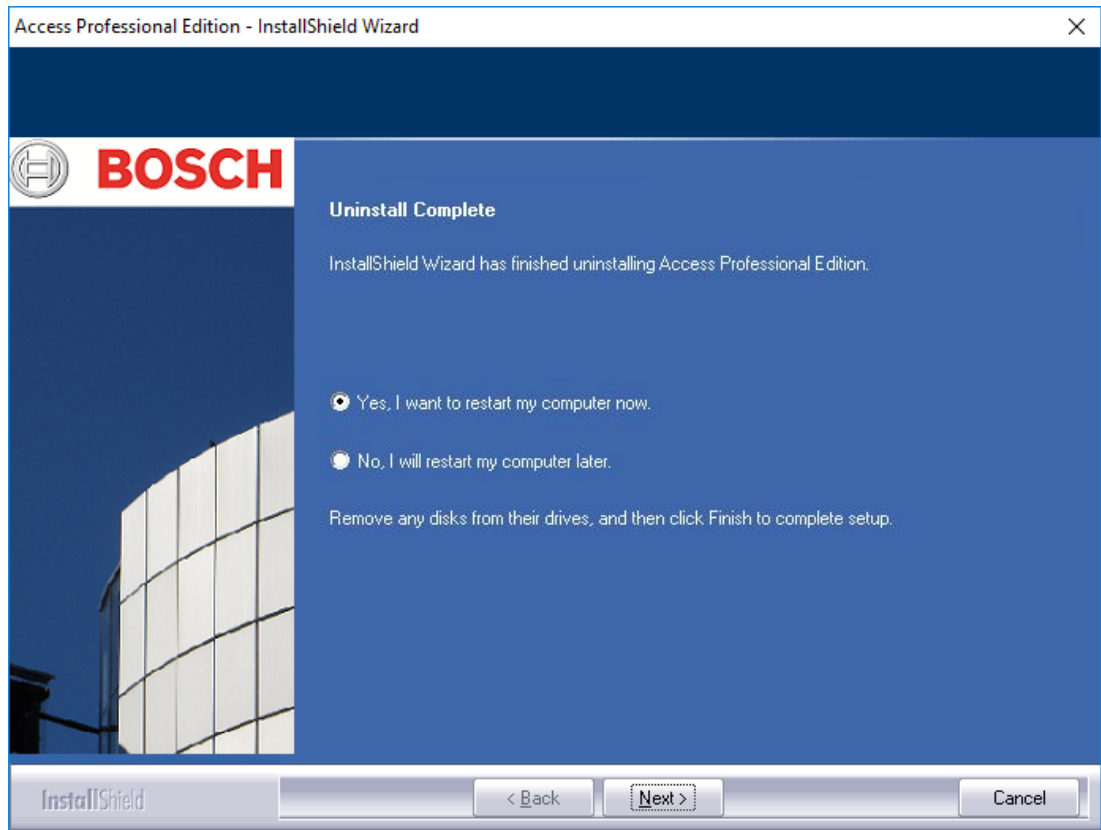 Access Professional Edition - InstallShield Wizard
BOSCH
Uninstall Complete
InstallShield Wizard has finished uninstalling Access Professional Edition.
Yes, I want to restart my computer now.
No, I will restart my computer later.
Remove any disks from their drives, and then click Finish to complete setup.
InstallShield
< Back
Next >
Cancel